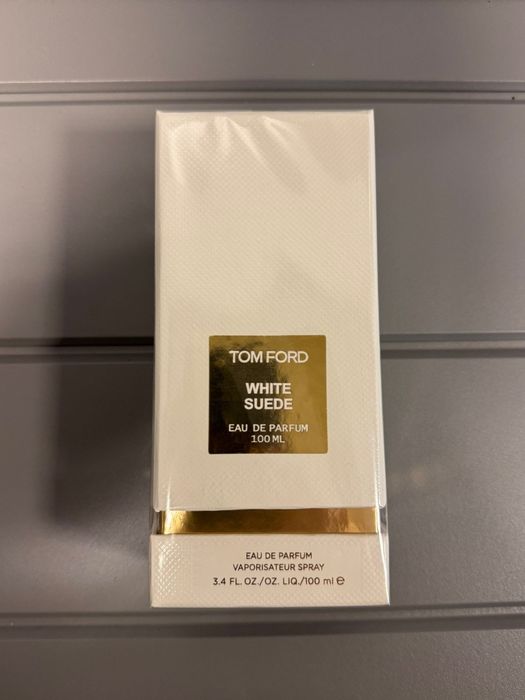 TOM FORD
WHITE
SUEDE
EAU DE PARFUM
100 ML
EAU DE PARFUM
VAPORISATEUR SPRAY
3.4 FL. OZ./OZ. LIQ./100 ml ℮